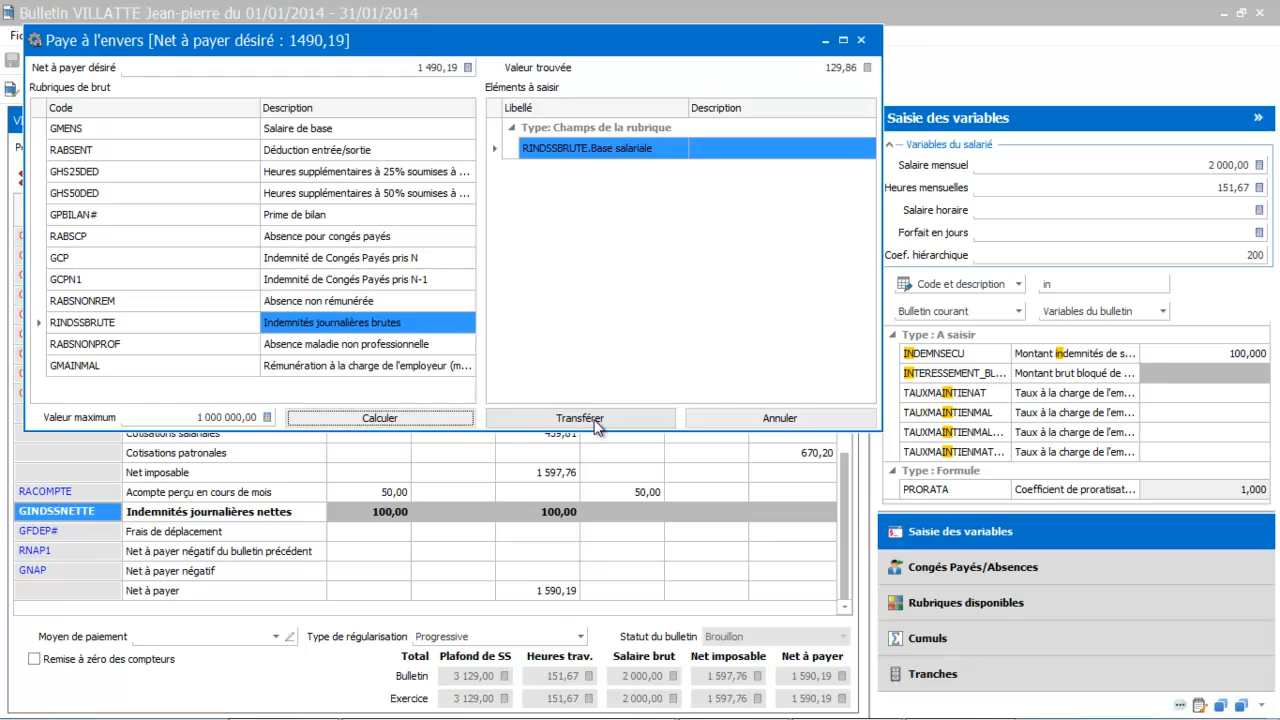 Bulletin VILLATTE Jean-pierre du 01/01/2014 - 31/01/2014
Paye à l'envers [Net à payer désiré : 1490,19]
Net à payer désiré 1 490,19 Valeur trouvée 129,86
Rubriques de brut Eléments à saisir
Code Description Libellé Description
GMENS Salaire de base Type: Champs de la rubrique
RABSENT Déduction entrée/sortie RINDSSBRUTE.Base salariale
GHS25DED Heures supplémentaires à 25% soumises à ...
GHS50DED Heures supplémentaires à 50% soumises à ...
GPBILAN# Prime de bilan
RABSCP Absence pour congés payés
GCP Indemnité de Congés Payés pris N
GCPN1 Indemnité de Congés Payés pris N-1
RABSNONREM Absence non rémunérée
RINDSSBRUTE Indemnités journalières brutes
RABSNONPROF Absence maladie non professionnelle
GMAINMAL Rémunération à la charge de l'employeur (m...
Valeur maximum 1 000 000,00 Calculer Transférer Annuler
Cotisations salariales
Cotisations patronales 670,20
Net imposable 1 597,76
RACOMPTE Acompte perçu en cours de mois 50,00 50,00
GINDSSNETTE Indemnités journalières nettes 100,00 100,00
GFDEP# Frais de déplacement
RNAP1 Net à payer négatif du bulletin précédent
GNAP Net à payer négatif
Net à payer 1 590,19
Moyen de paiement Type de régularisation Progressive Statut du bulletin Brouillon
Remise à zéro des compteurs
Total Plafond de SS Heures trav. Salaire brut Net imposable Net à payer
Bulletin 3 129,00 151,67 2 000,00 1 597,76 1 590,19
Exercice 3 129,00 151,67 2 000,00 1 597,76 1 590,19
Saisie des variables »
Variables du salarié
Salaire mensuel 2 000,00
Heures mensuelles 151,67
Salaire horaire
Forfait en jours
Coef. hiérarchique 200
Code et description in
Bulletin courant Variables du bulletin
Type : A saisir
INDEMNSECU Montant indemnités de s... 100,000
INTERESSEMENT_BL... Montant brut bloqué de ...
TAUXMAINTIENAT Taux à la charge de l'em...
TAUXMAINTIENMAL Taux à la charge de l'em...
TAUXMAINTIENMAL... Taux à la charge de l'em...
TAUXMAINTIENMAT... Taux à la charge de l'em...
Type : Formule
PRORATA Coefficient de proratisat... 1,000
Saisie des variables
Congés Payés/Absences
Rubriques disponibles
Cumuls
Tranches